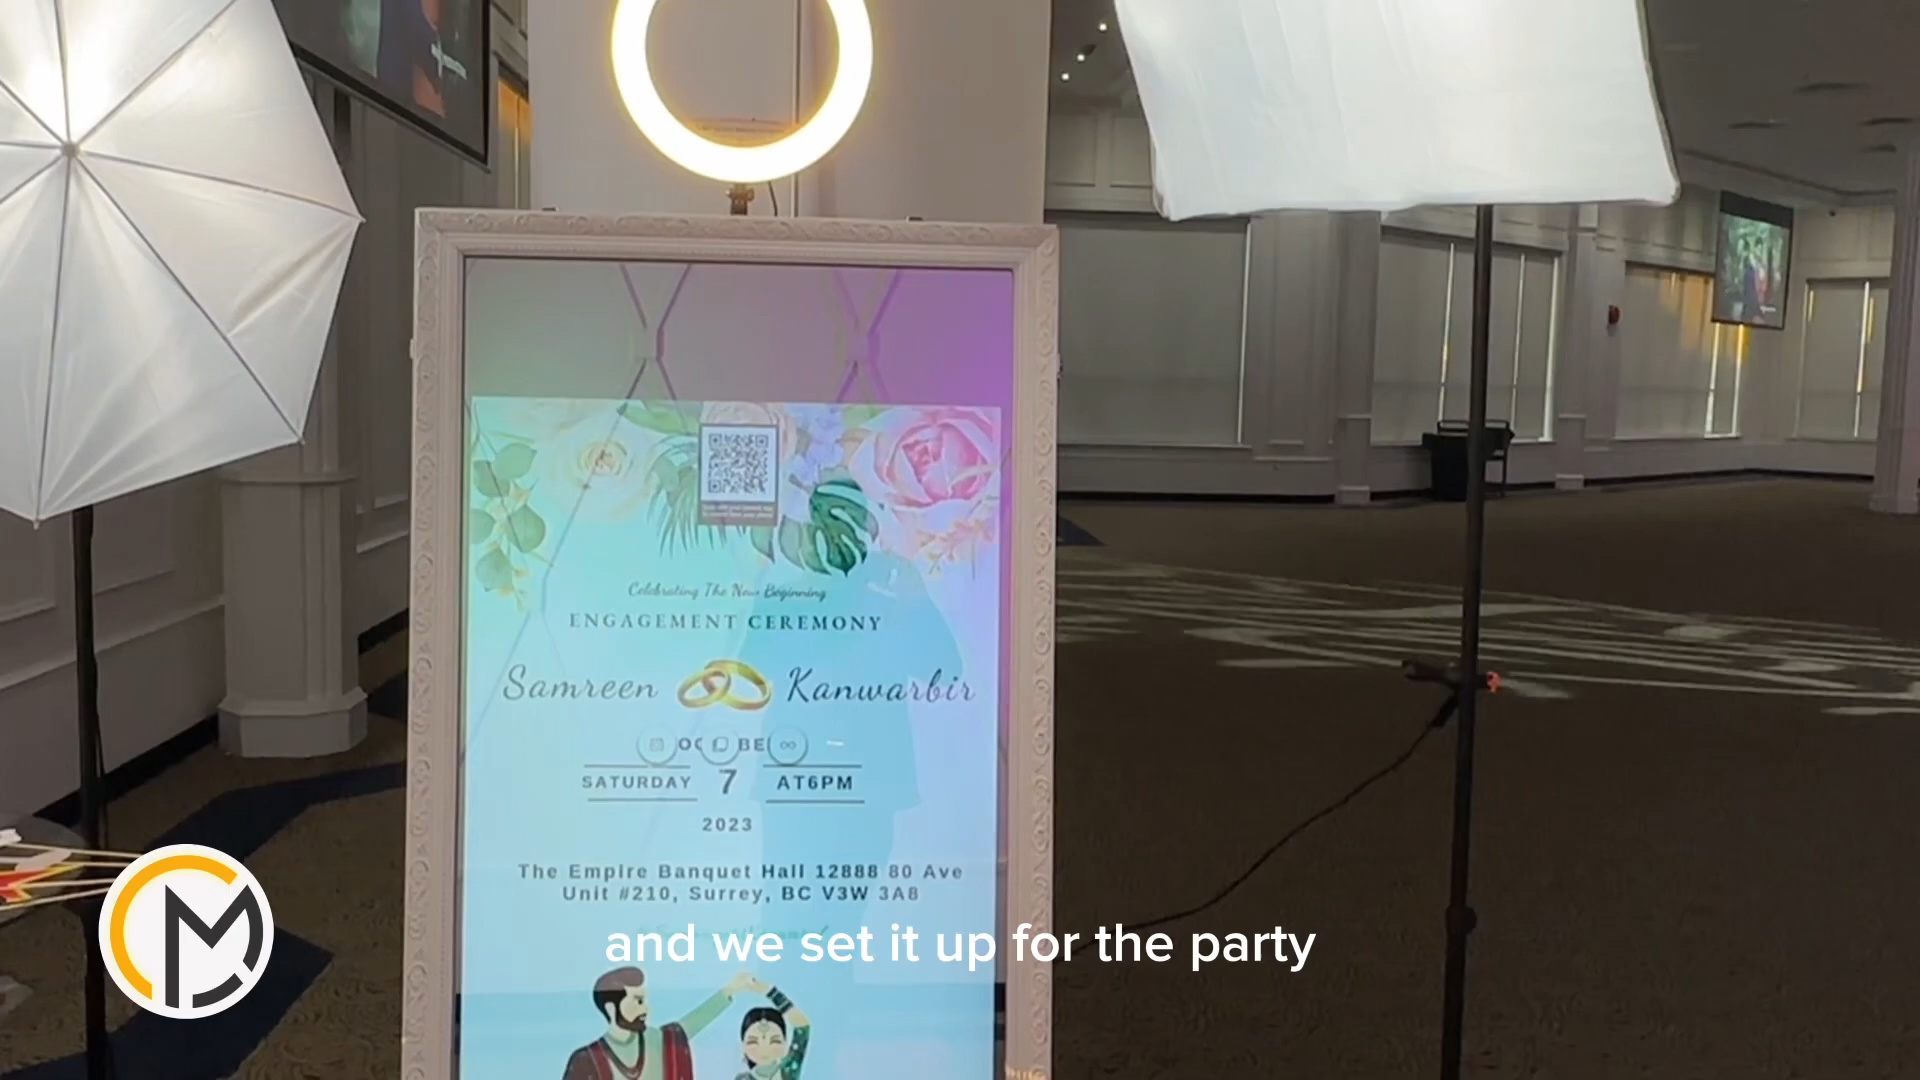 Celebrating The New Beginning
ENGAGEMENT CEREMONY
Samreen Kanwarbir
SATURDAY 7 AT6PM
2023
The Empire Banquet Hall 12888 80 Ave
Unit #210, Surrey, BC V3W 3A8
and we set it up for the party